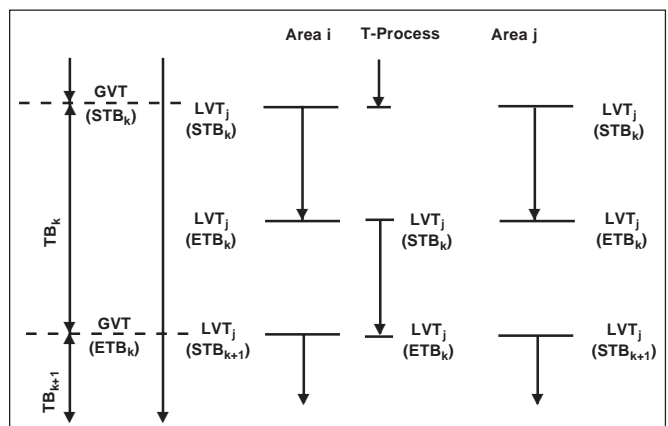 Area i T-Process Area j
GVT
(STBk)
LVTj
(STBk)
LVTj
(STBk)
TBk
LVTj
(ETBk)
LVTj
(STBk)
LVTj
(ETBk)
GVT
(ETBk)
LVTj
(STBk+1)
LVTj
(ETBk)
LVTj
(STBk+1)
TBk+1